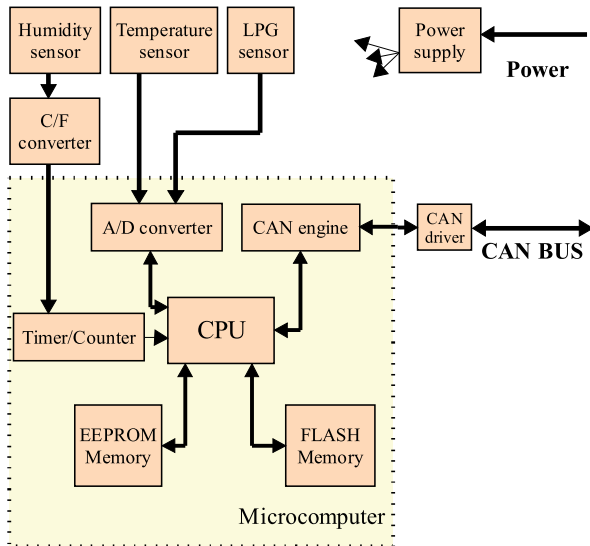 Humidity
sensor
Temperature
sensor
LPG
sensor
Power
supply
Power
C/F
converter
A/D converter
CAN engine
CAN
driver
CAN BUS
Timer/Counter
CPU
EEPROM
Memory
FLASH
Memory
Microcomputer